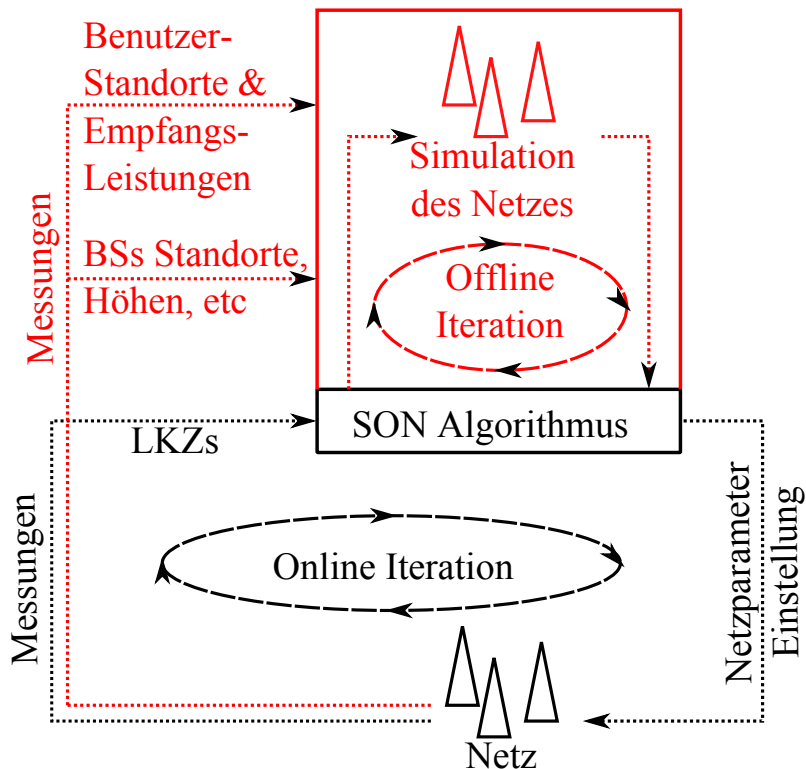 Benutzer-
Standorte &
Empfangs-
Leistungen
Simulation
des Netzes
Messungen
BSs Standorte,
Höhen, etc
Offline
Iteration
SON Algorithmus
LKZs
Messungen
Online Iteration
Netzparameter
Einstellung
Netz